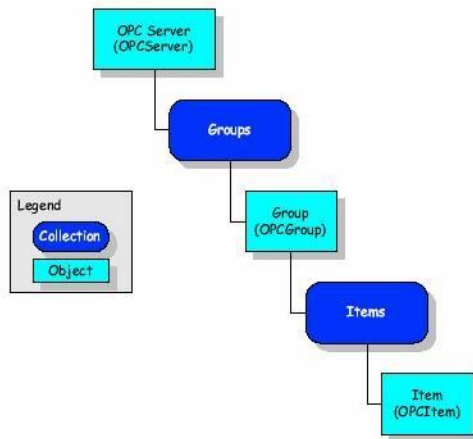 OPC Server
(OPCServer)
Groups
Legend
Collection
Object
Group
(OPCGroup)
Items
Item
(OPCItem)